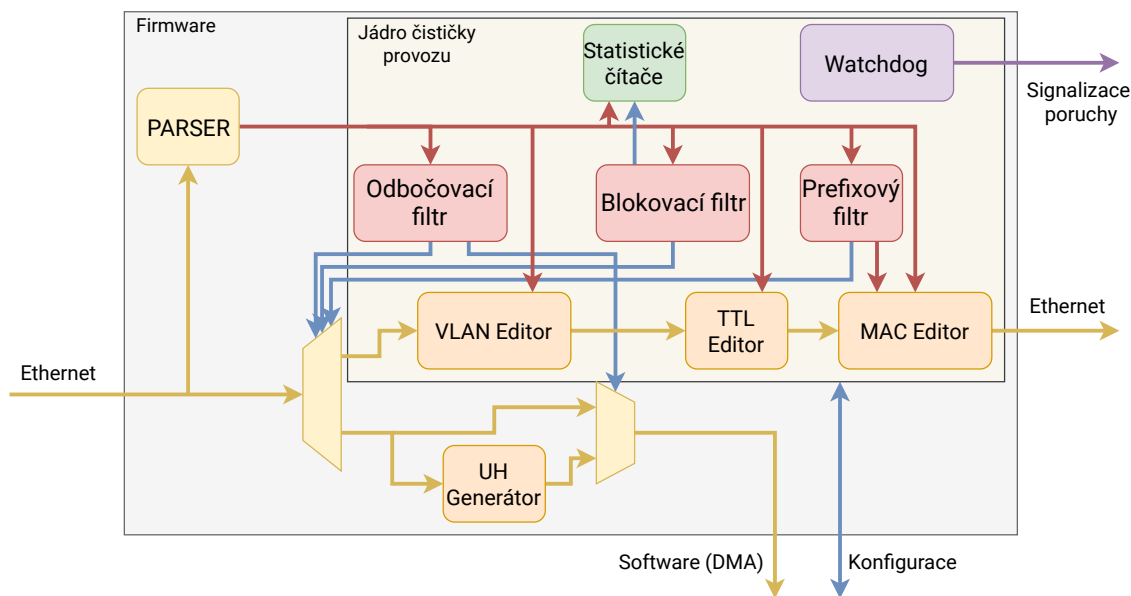 Firmware
Jádro čističky
provozu
Statistické
čítače
Watchdog
Signalizace
poruchy
PARSER
Odbočovací
filtr
Blokovací filtr
Prefixový
filtr
Ethernet
VLAN Editor
TTL
Editor
MAC Editor
Ethernet
UH
Generátor
Software (DMA)
Konfigurace